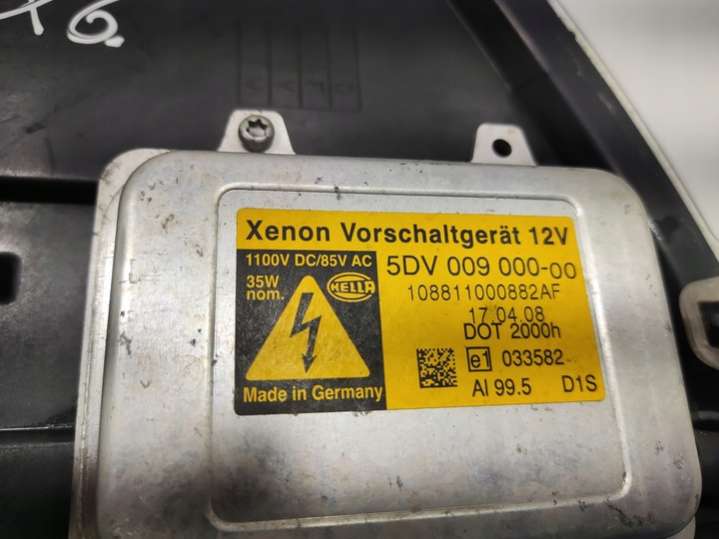 Xenon Vorschaltgerät 12V
1100V DC/85V AC
35W
nom.
HELLA
Made in Germany
5DV 009 000-00
108811000882AF
17.04.08
DOT 2000h
e1 033582
Al 99.5 D1S